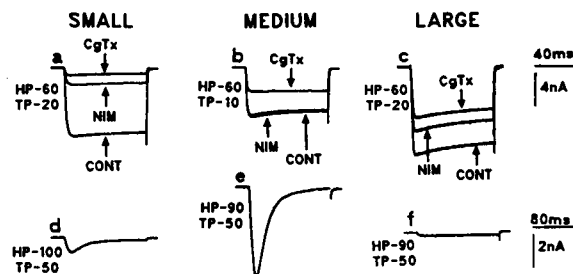 SMALL MEDIUM LARGE
a
CgTx
HP-60
TP-20
NIM
CONT
b
CgTx
HP-60
TP-10
NIM
CONT
c
CgTx
HP-60
TP-20
NIM
CONT
40ms
4nA
d
HP-100
TP-50
e
HP-90
TP-50
f
HP-90
TP-50
80ms
2nA